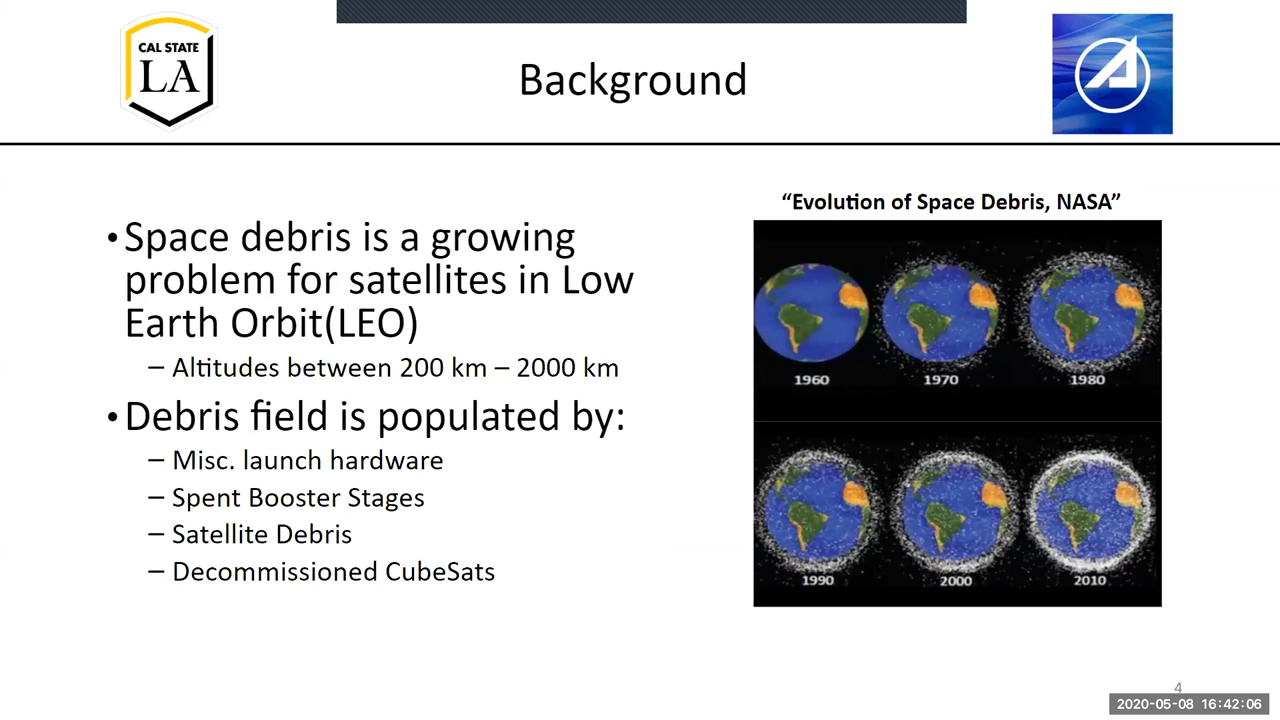 CAL STATE
LA
Background
• Space debris is a growing
problem for satellites in Low
Earth Orbit(LEO)
– Altitudes between 200 km – 2000 km
• Debris field is populated by:
– Misc. launch hardware
– Spent Booster Stages
– Satellite Debris
– Decommissioned CubeSats
“Evolution of Space Debris, NASA”
1960
1970
1980
1990
2000
2010
4
2020-05-08 16:42:06